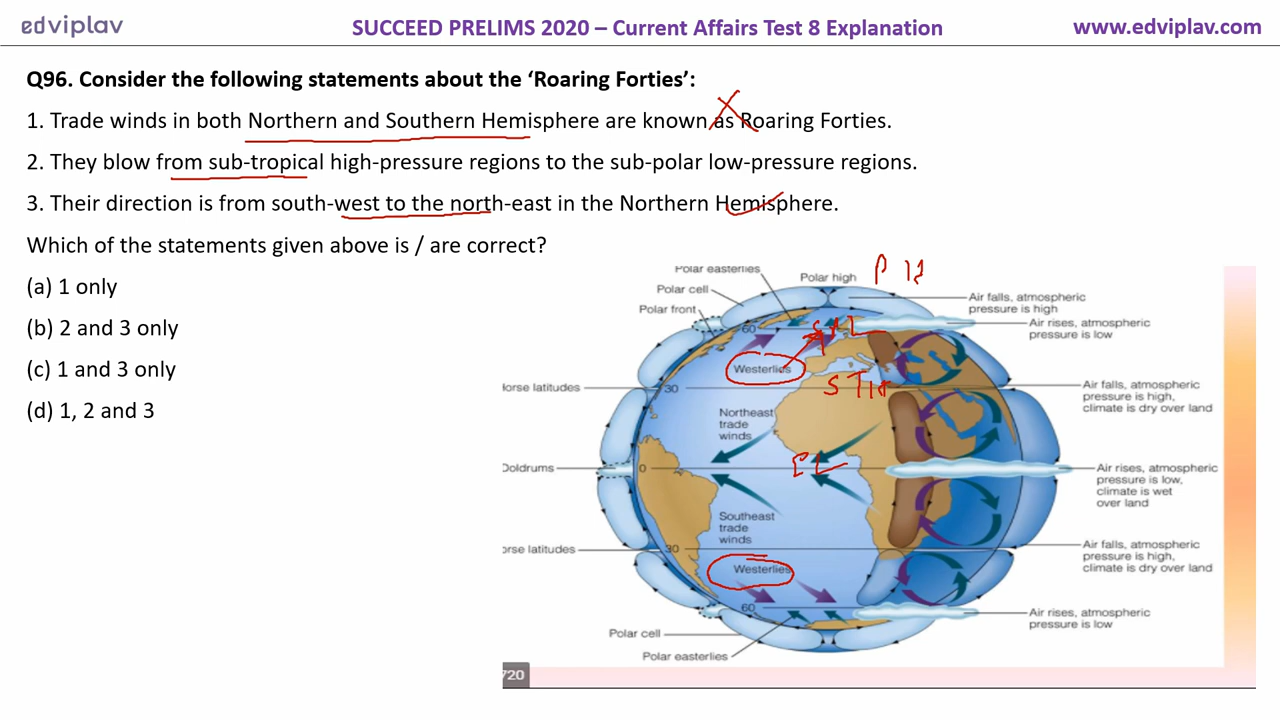 edviplav
SUCCEED PRELIMS 2020 – Current Affairs Test 8 Explanation
www.edviplav.com
Q96. Consider the following statements about the ‘Roaring Forties’:
1. Trade winds in both Northern and Southern Hemisphere are known as Roaring Forties.
2. They blow from sub-tropical high-pressure regions to the sub-polar low-pressure regions.
3. Their direction is from south-west to the north-east in the Northern Hemisphere.
Which of the statements given above is / are correct?
(a) 1 only
(b) 2 and 3 only
(c) 1 and 3 only
(d) 1, 2 and 3
Polar easterlies
Polar high
Polar cell
Polar front
Air falls, atmospheric
pressure is high
Air rises, atmospheric
pressure is low
60
Westerlies
Horse latitudes
30
Air falls, atmospheric
pressure is high,
climate is dry over land
Northeast
trade
winds
EL
Doldrums
0
Air rises, atmospheric
pressure is low,
climate is wet
over land
Southeast
trade
winds
orse latitudes
30
Air falls, atmospheric
pressure is high,
climate is dry over land
Westerlies
60
Air rises, atmospheric
pressure is low
Polar cell
Polar easterlies
720